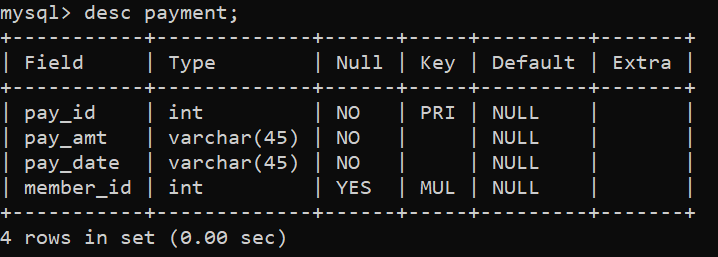 mysql> desc payment;
+-----------+-------------+------+-----+---------+-------+
| Field     | Type        | Null | Key | Default | Extra |
+-----------+-------------+------+-----+---------+-------+
| pay_id    | int         | NO   | PRI | NULL    |       |
| pay_amt   | varchar(45) | NO   |     | NULL    |       |
| pay_date  | varchar(45) | NO   |     | NULL    |       |
| member_id | int         | YES  | MUL | NULL    |       |
+-----------+-------------+------+-----+---------+-------+
4 rows in set (0.00 sec)